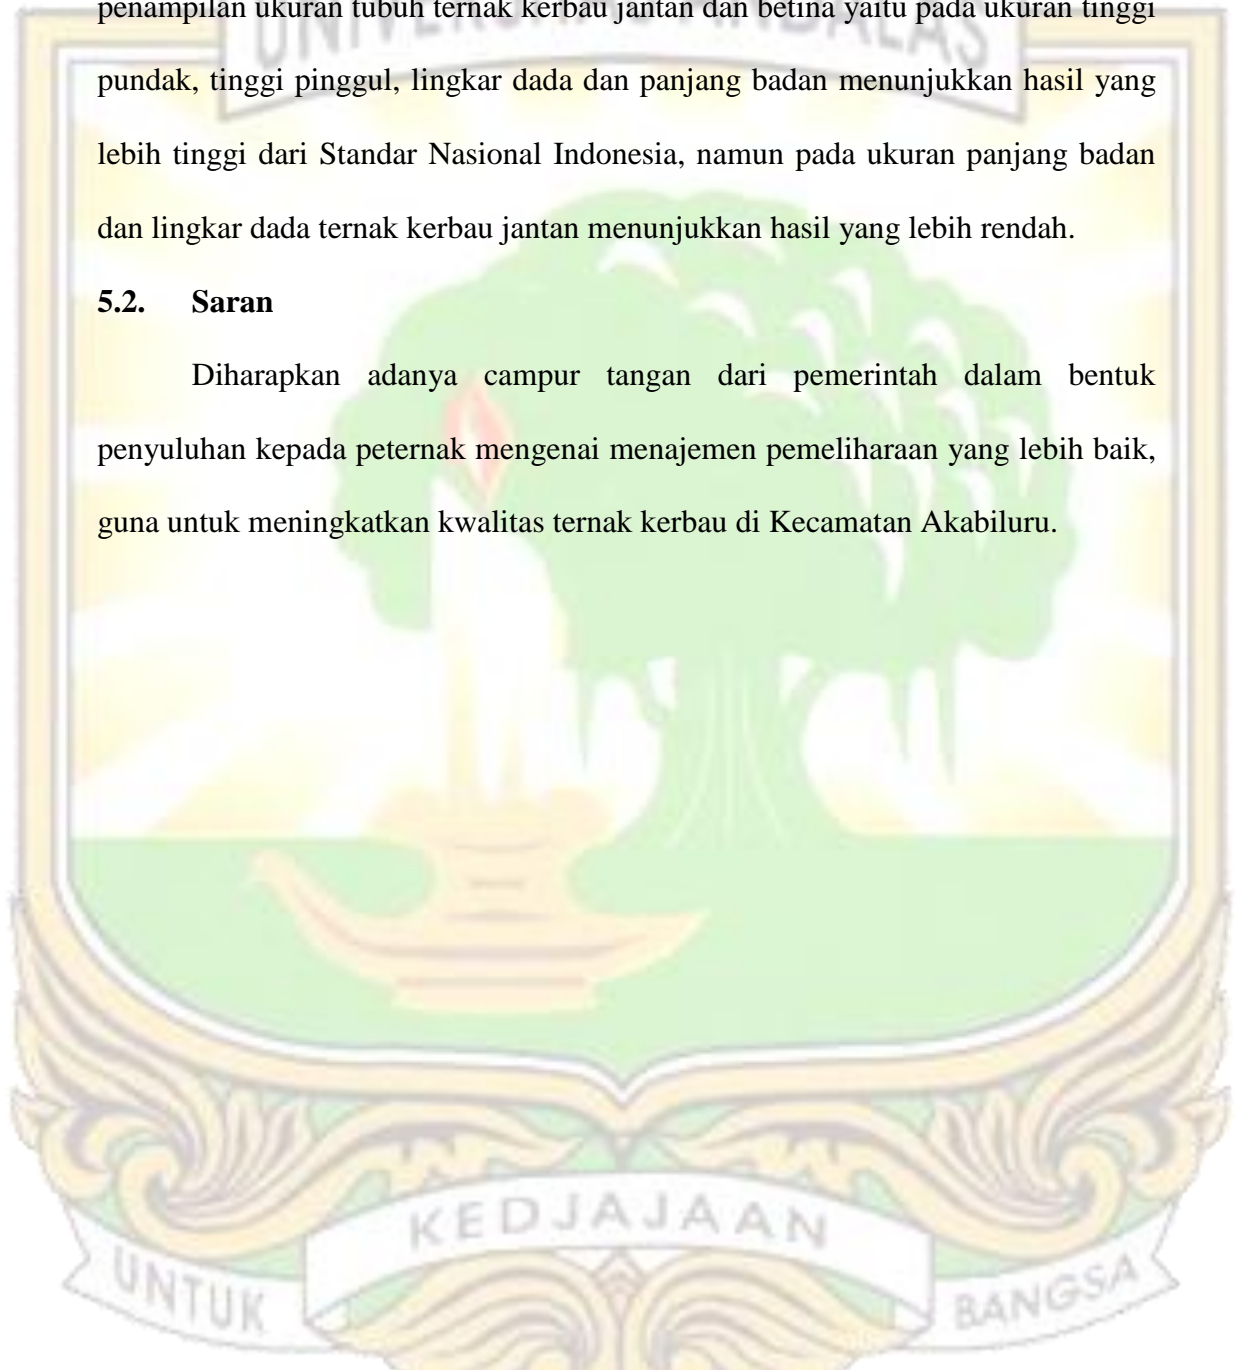 penampilan ukuran tubuh ternak kerbau jantan dan betina yaitu pada ukuran tinggi
UNIVERSITAS ANDALAS
pundak, tinggi pinggul, lingkar dada dan panjang badan menunjukkan hasil yang
lebih tinggi dari Standar Nasional Indonesia, namun pada ukuran panjang badan
dan lingkar dada ternak kerbau jantan menunjukkan hasil yang lebih rendah.
5.2. Saran
Diharapkan adanya campur tangan dari pemerintah dalam bentuk
penyuluhan kepada peternak mengenai menajemen pemeliharaan yang lebih baik,
guna untuk meningkatkan kwalitas ternak kerbau di Kecamatan Akabiluru.
UNTUK KEDJAJAAN BANGSA